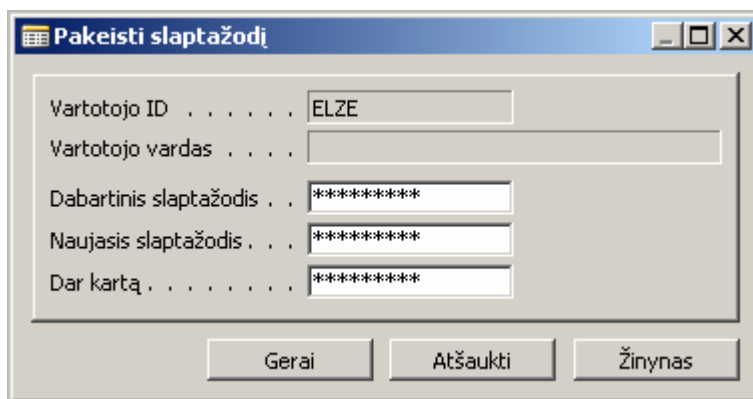 Pakeisti slaptažodį
Vartotojo ID . . . . . . ELZE
Vartotojo vardas . . . .
Dabartinis slaptažodis . . *********
Naujasis slaptažodis . . . *********
Dar kartą . . . . . . . . *********
Gerai Atšaukti Žinynas